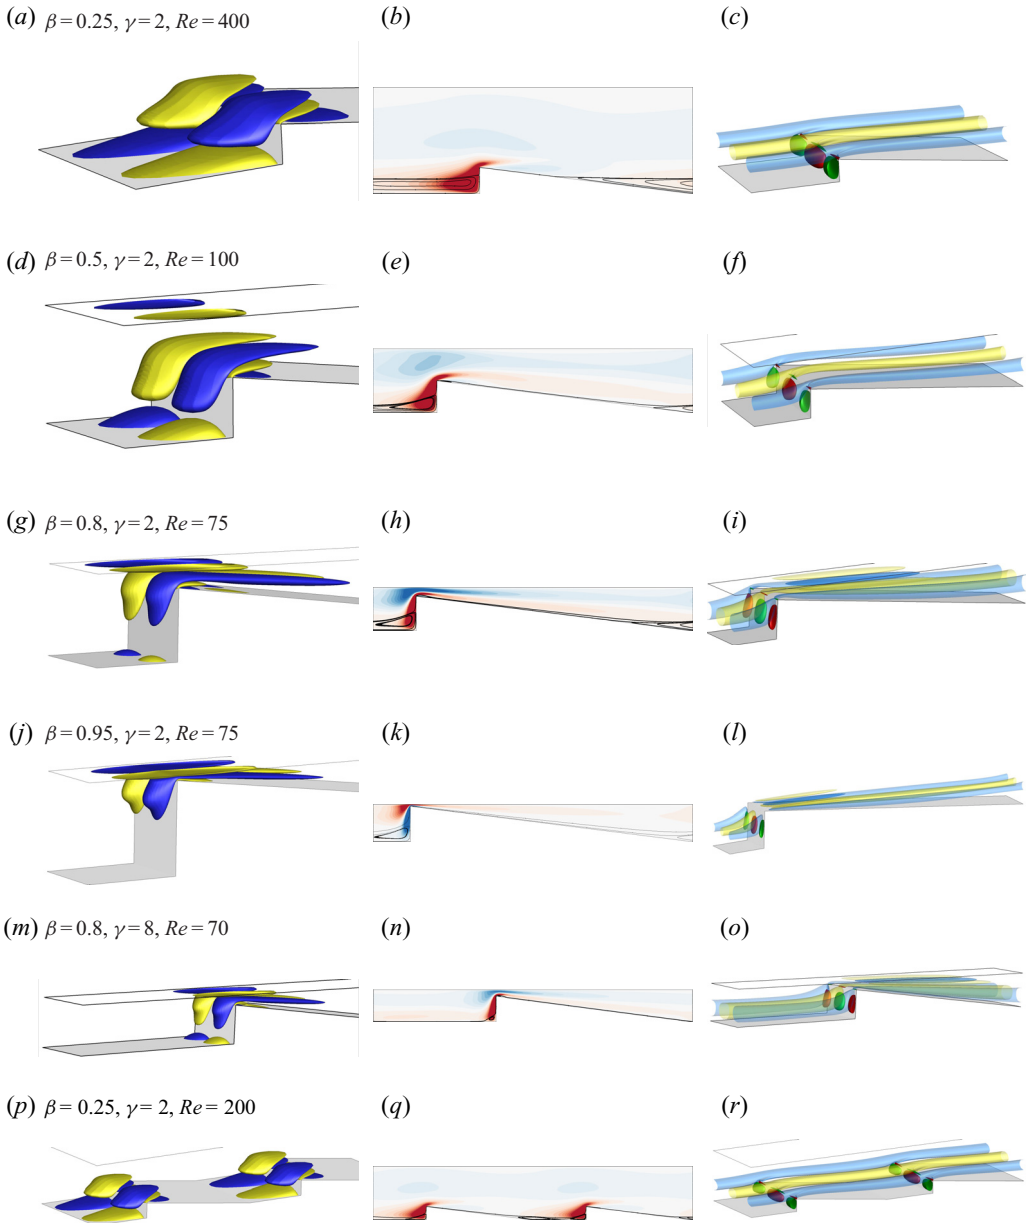 (a) β=0.25, γ=2, Re=400 (b) (c)
(d) β=0.5, γ=2, Re=100 (e) (f)
(g) β=0.8, γ=2, Re=75 (h) (i)
(j) β=0.95, γ=2, Re=75 (k) (l)
(m) β=0.8, γ=8, Re=70 (n) (o)
(p) β=0.25, γ=2, Re=200 (q) (r)